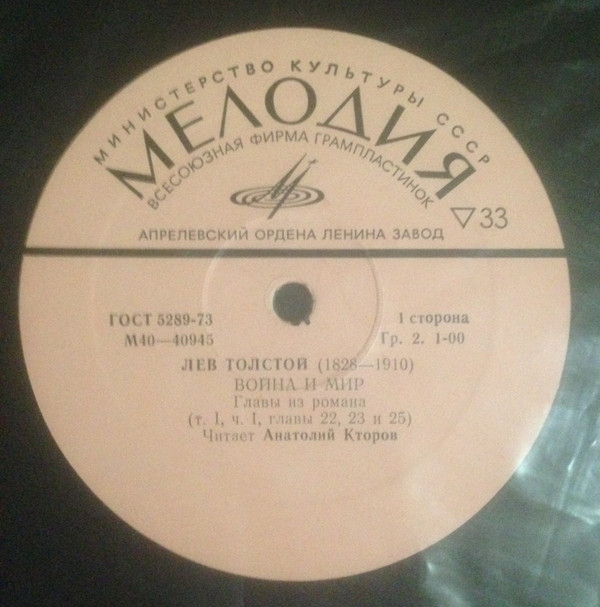 МИНИСТЕРСТВО КУЛЬТУРЫ СССР
МЕЛОДИЯ
ВСЕСОЮЗНАЯ ФИРМА ГРАМПЛАСТИНОК
▽33
АПРЕЛЕВСКИЙ ОРДЕНА ЛЕНИНА ЗАВОД
ГОСТ 5289-73
1 сторона
М40—40945
Гр. 2. 1-00
ЛЕВ ТОЛСТОЙ (1828—1910)
ВОЙНА И МИР
Главы из романа
(т. I, ч. I, главы 22, 23 и 25)
Читает Анатолий Кторов